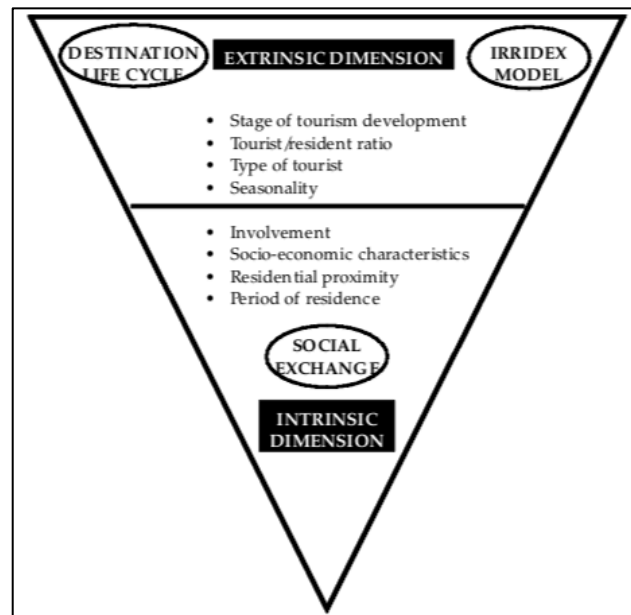 DESTINATION
LIFE CYCLE
EXTRINSIC DIMENSION
IRRIDEX
MODEL
• Stage of tourism development
• Tourist/resident ratio
• Type of tourist
• Seasonality
• Involvement
• Socio-economic characteristics
• Residential proximity
• Period of residence
SOCIAL
EXCHANGE
INTRINSIC
DIMENSION